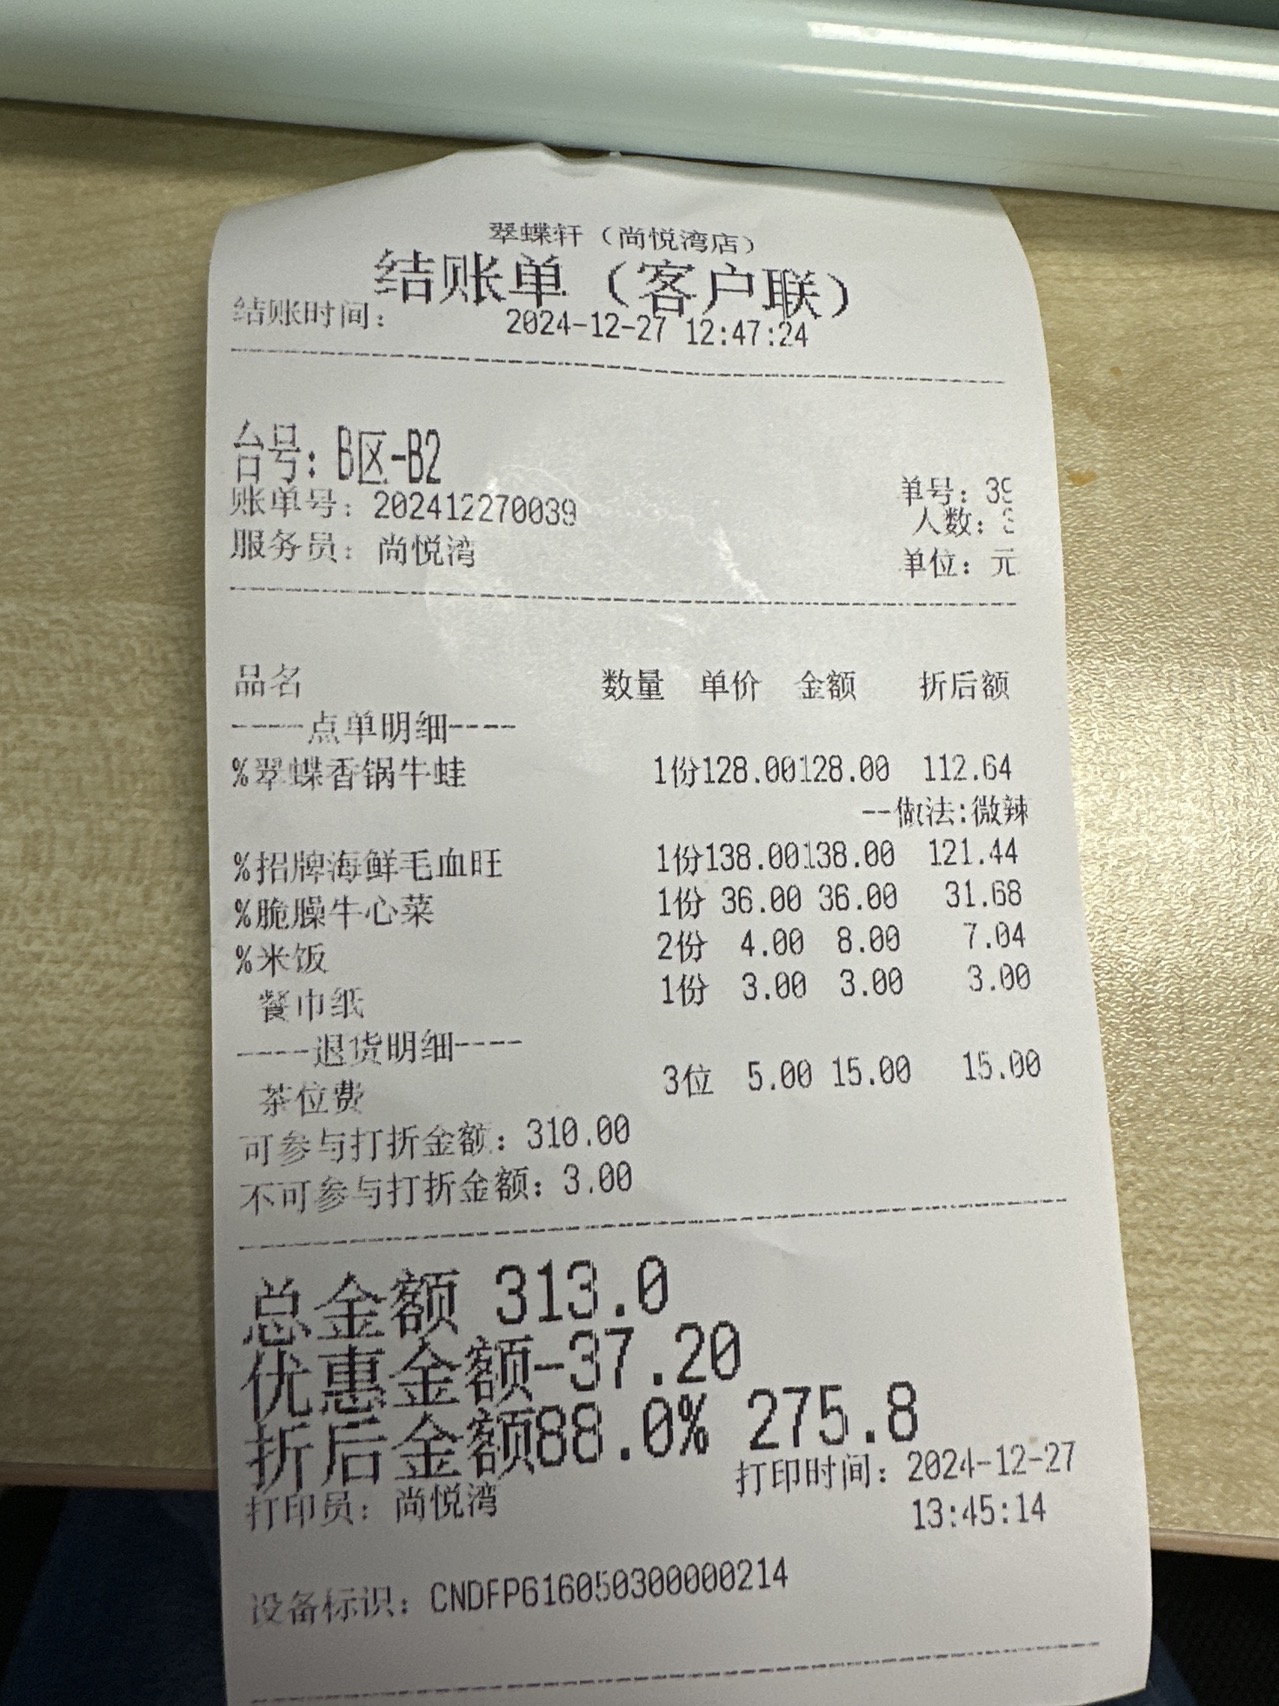 翠蝶轩（尚悦湾店）
结账单（客户联）
结账时间： 2024-12-27 12:47:24
台号：B区-B2
账单号：202412270039 单号：39
人数：3
服务员：尚悦湾 单位：元
品名 数量 单价 金额 折后额
----点单明细----
%翠蝶香锅牛蛙 1份128.00128.00 112.64
--做法:微辣
%招牌海鲜毛血旺 1份138.00138.00 121.44
%脆臊牛心菜 1份 36.00 36.00 31.68
%米饭 2份 4.00 8.00 7.04
餐巾纸 1份 3.00 3.00 3.00
----退货明细----
茶位费 3位 5.00 15.00 15.00
可参与打折金额：310.00
不可参与打折金额：3.00
总金额 313.0
优惠金额-37.20
折后金额88.0% 275.8
打印员：尚悦湾 打印时间：2024-12-27
13:45:14
设备标识：CNDFP616050300000214